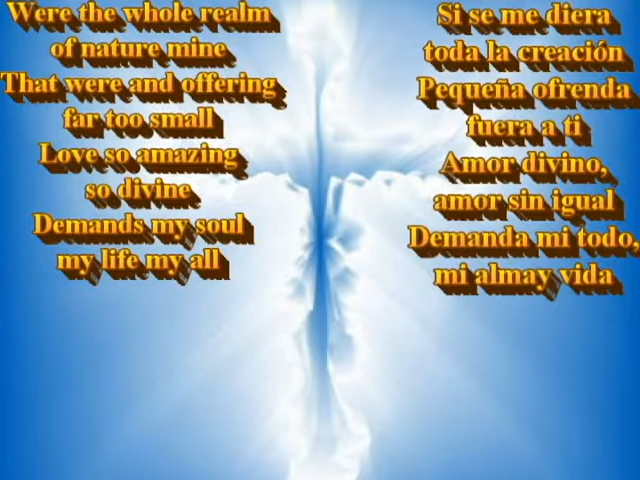 Were the whole realm
of nature mine
That were and offering
far too small
Love so amazing
so divine
Demands my soul
my life my all
Si se me diera
toda la creación
Pequeña ofrenda
fuera a ti
Amor divino,
amor sin igual
Demanda mi todo,
mi almay vida